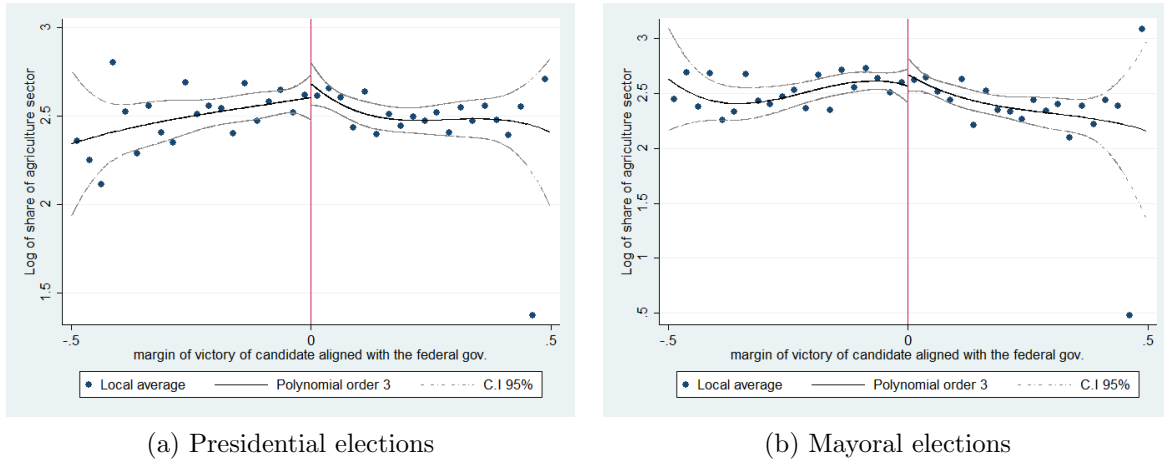 Log of share of agriculture sector
3
2.5
2
1.5
-.5 0 .5
margin of victory of candidate aligned with the federal gov.
Local average Polynomial order 3 C.I 95%
(a) Presidential elections
Log of share of agriculture sector
3
2.5
2
1.5
1
.5
-.5 0 .5
margin of victory of candidate aligned with the federal gov.
Local average Polynomial order 3 C.I 95%
(b) Mayoral elections